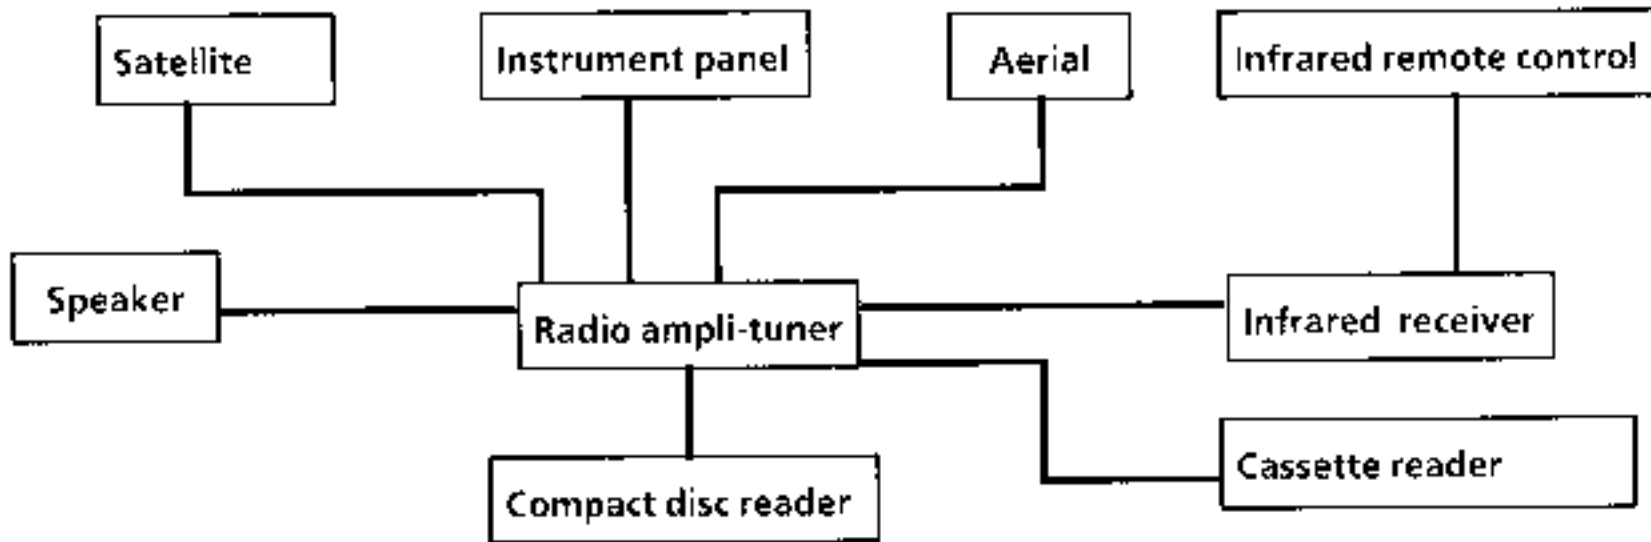 Satellite
Instrument panel
Aerial
Infrared remote control
Speaker
Radio ampli-tuner
Infrared receiver
Cassette reader
Compact disc reader